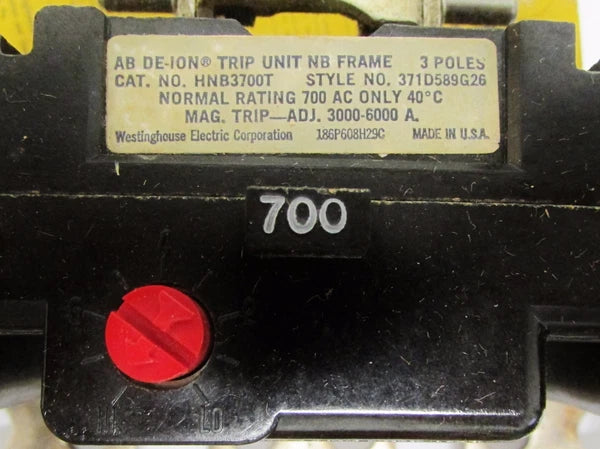 AB DE-ION® TRIP UNIT NB FRAME 3 POLES
CAT. NO. HNB3700T STYLE NO. 371D589G26
NORMAL RATING 700 AC ONLY 40°C
MAG. TRIP—ADJ. 3000-6000 A.
Westinghouse Electric Corporation 186P608H29C MADE IN U.S.A.
700
HI LO